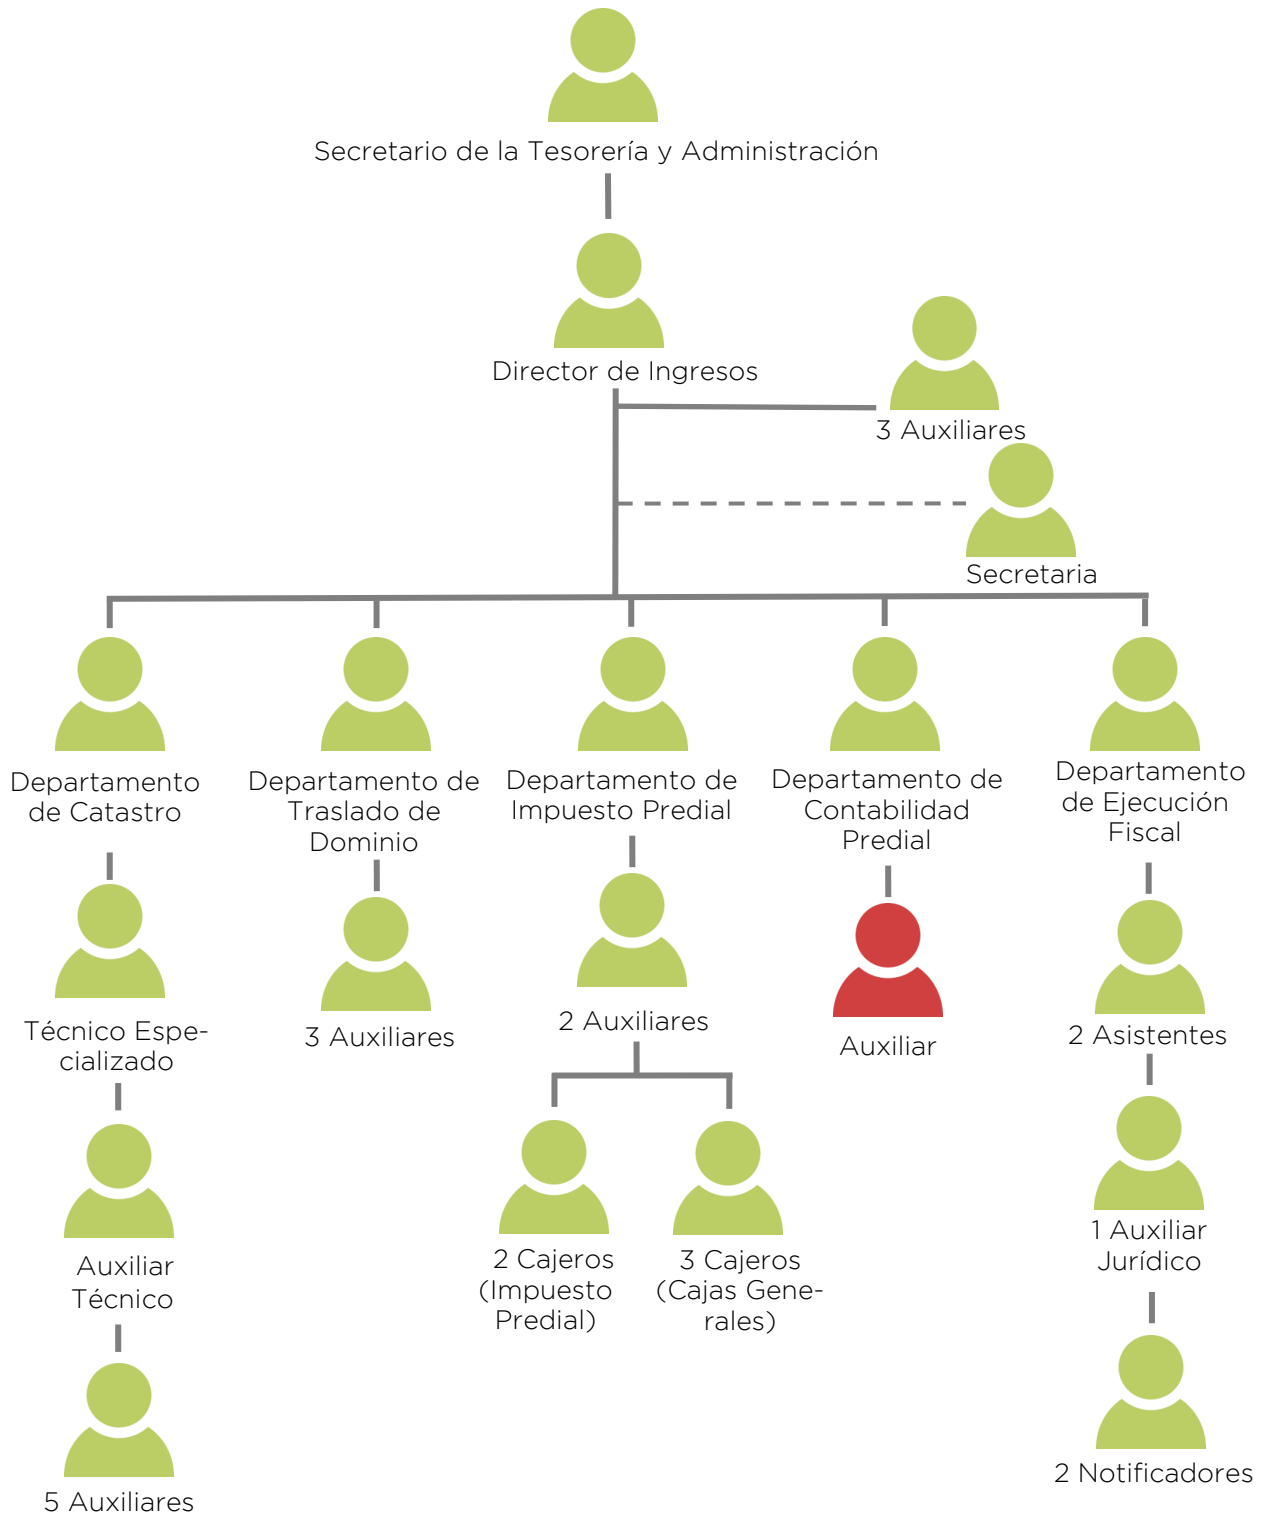 Secretario de la Tesorería y Administración
Director de Ingresos
3 Auxiliares
Secretaria
Departamento
de Catastro
Departamento de
Traslado de
Dominio
Departamento de
Impuesto Predial
Departamento de
Contabilidad
Predial
Departamento
de Ejecución
Fiscal
Técnico Espe-
cializado
3 Auxiliares
2 Auxiliares
Auxiliar
2 Asistentes
Auxiliar
Técnico
2 Cajeros
(Impuesto
Predial)
3 Cajeros
(Cajas Gene-
rales)
1 Auxiliar
Jurídico
5 Auxiliares
2 Notificadores